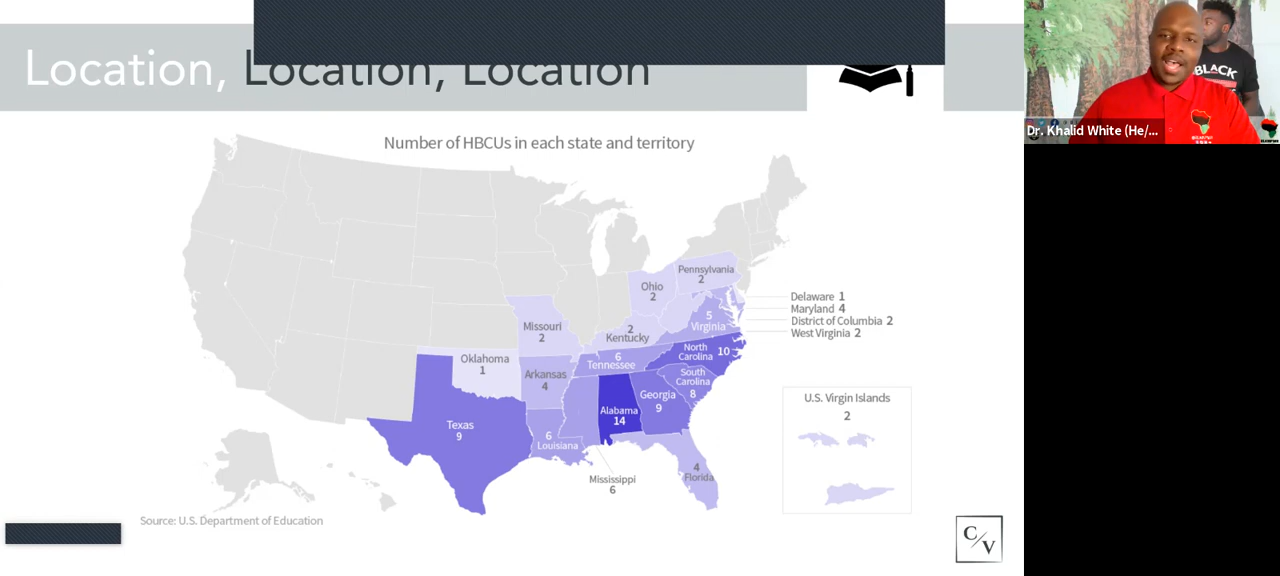 Location, Location, Location
Number of HBCUs in each state and territory
Pennsylvania
2
Ohio
2
Delaware 1
Maryland 4
District of Columbia 2
West Virginia 2
5
Virginia
Missouri
2
2
Kentucky
North
Carolina 10
Oklahoma
1
6
Tennessee
Arkansas
4
South
Carolina
8
Georgia
9
Alabama
14
Texas
9
6
Louisiana
Mississippi
6
4
Florida
U.S. Virgin Islands
2
Source: U.S. Department of Education
C/V
Dr. Khalid White (He/...
BLACK